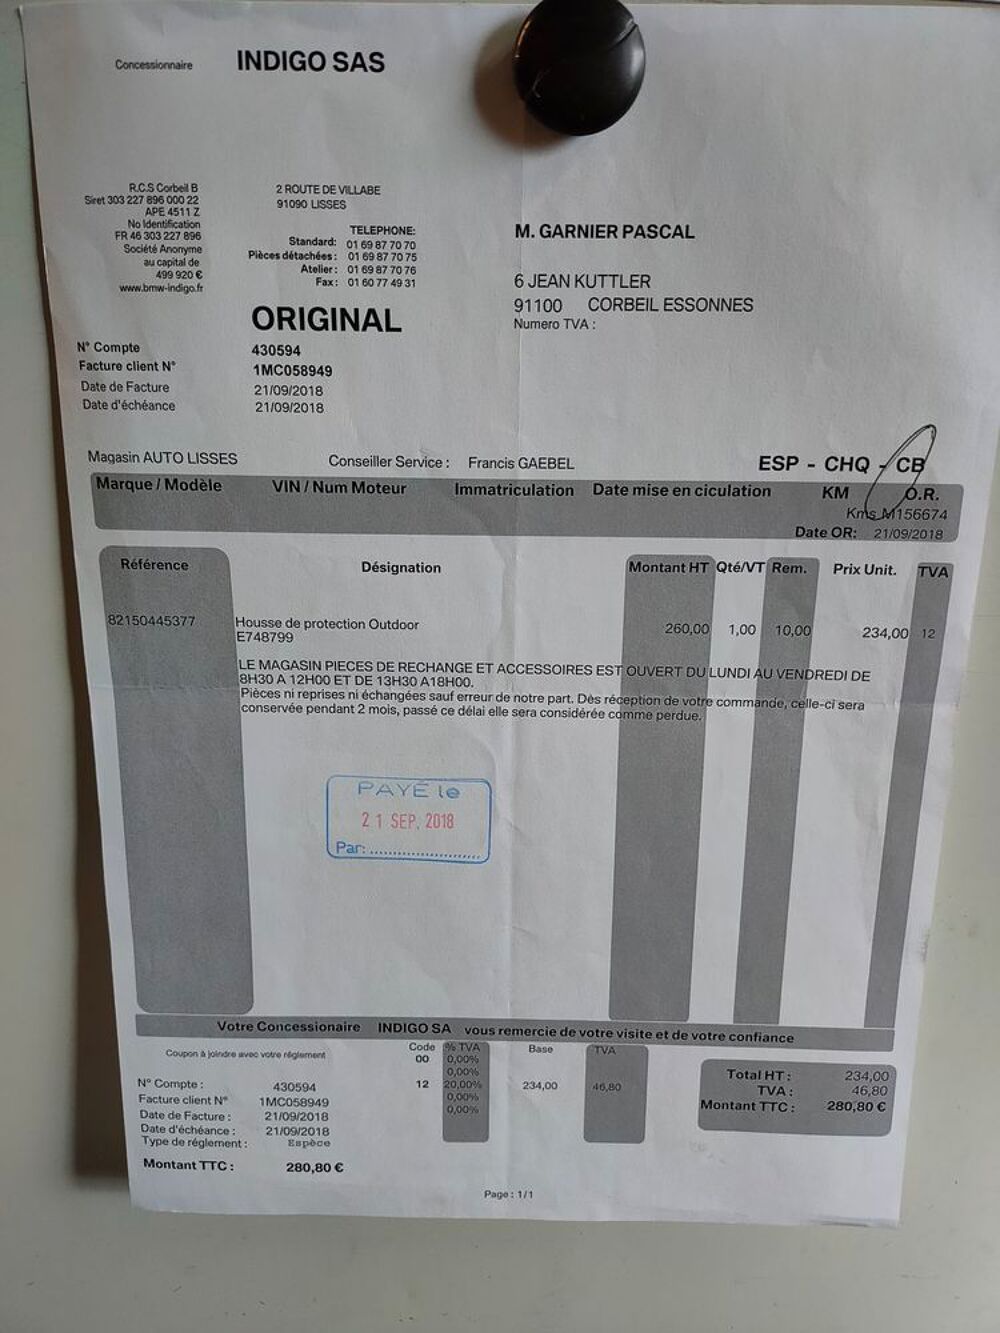 Concessionnaire INDIGO SAS
R.C.S Corbeil B
Siret 303 227 896 000 22
APE 4511 Z
No Identification
FR 46 303 227 896
Société Anonyme
au capital de
499 920 €
www.bmw-indigo.fr
2 ROUTE DE VILLABE
91090 LISSES
TELEPHONE:
Standard: 01 69 87 70 70
Pièces détachées : 01 69 87 70 75
Atelier : 01 69 87 70 76
Fax : 01 60 77 49 31
M. GARNIER PASCAL
6 JEAN KUTTLER
91100 CORBEIL ESSONNES
Numero TVA :
ORIGINAL
N° Compte 430594
Facture client N° 1MC058949
Date de Facture 21/09/2018
Date d'échéance 21/09/2018
Magasin AUTO LISSES Conseiller Service : Francis GAEBEL ESP - CHQ - CB
Marque / Modèle VIN / Num Moteur Immatriculation Date mise en ciculation KM O.R.
Kms M156674
Date OR: 21/09/2018
Référence Désignation Montant HT Qté/VT Rem. Prix Unit. TVA
82150445377 Housse de protection Outdoor 260,00 1,00 10,00 234,00 12
E748799
LE MAGASIN PIECES DE RECHANGE ET ACCESSOIRES EST OUVERT DU LUNDI AU VENDREDI DE
8H30 A 12H00 ET DE 13H30 A18H00.
Pièces ni reprises ni échangées sauf erreur de notre part. Dès réception de votre commande, celle-ci sera
conservée pendant 2 mois, passé ce délai elle sera considérée comme perdue.
PAYÉ le
21 SEP. 2018
Par: ........................
Votre Concessionaire INDIGO SA vous remercie de votre visite et de votre confiance
Coupon à joindre avec votre réglement
N° Compte : 430594
Facture client N° 1MC058949
Date de Facture : 21/09/2018
Date d'échéance : 21/09/2018
Type de réglement : Espèce
Montant TTC : 280,80 €
Code % TVA Base TVA
00 0,00%
0,00%
12 20,00% 234,00 46,80
0,00%
0,00%
Total HT : 234,00
TVA : 46,80
Montant TTC : 280,80 €
Page : 1/1